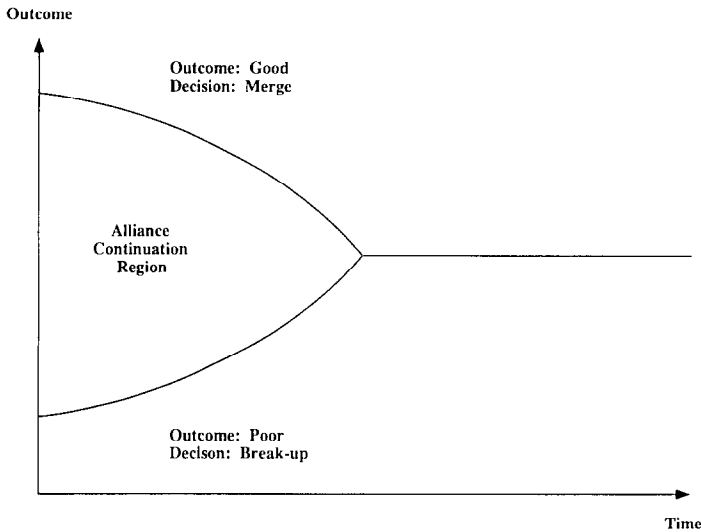 Outcome
Outcome: Good
Decision: Merge
Alliance
Continuation
Region
Outcome: Poor
Decison: Break-up
Time